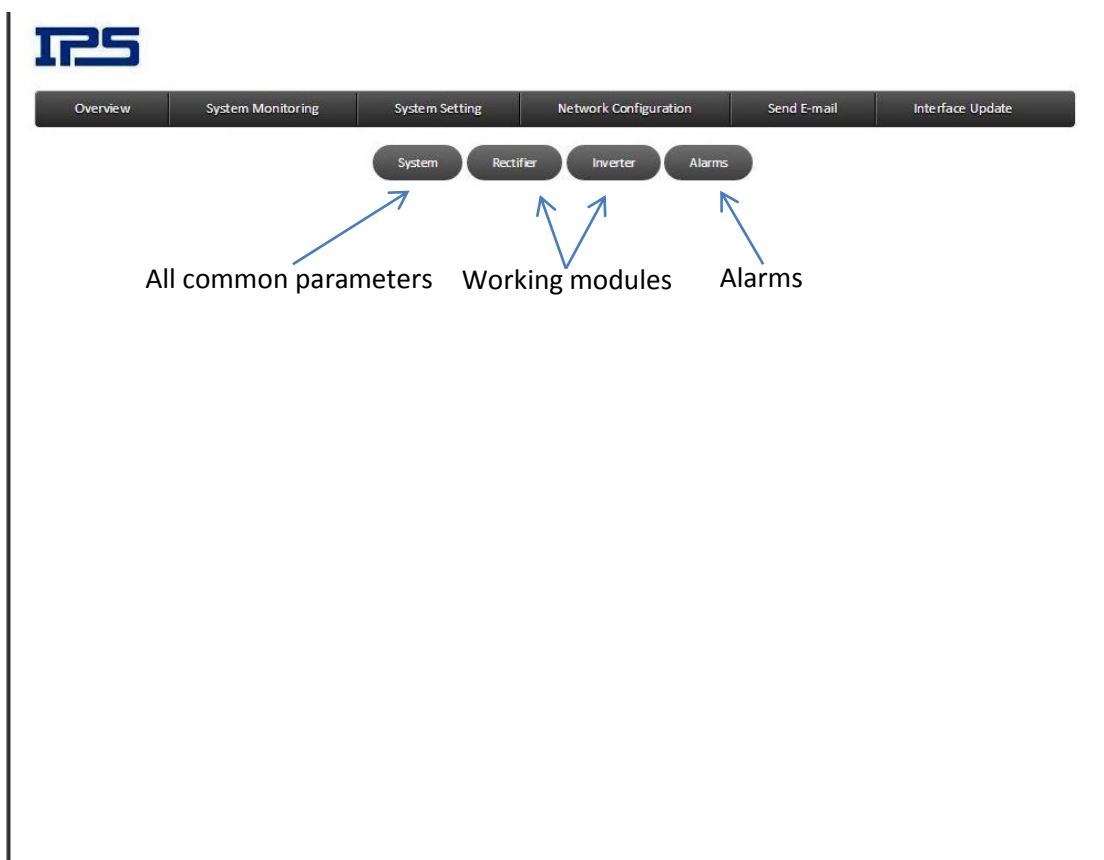 IPS
Overview System Monitoring System Setting Network Configuration Send E-mail Interface Update
System Rectifier Inverter Alarms
All common parameters Working modules Alarms